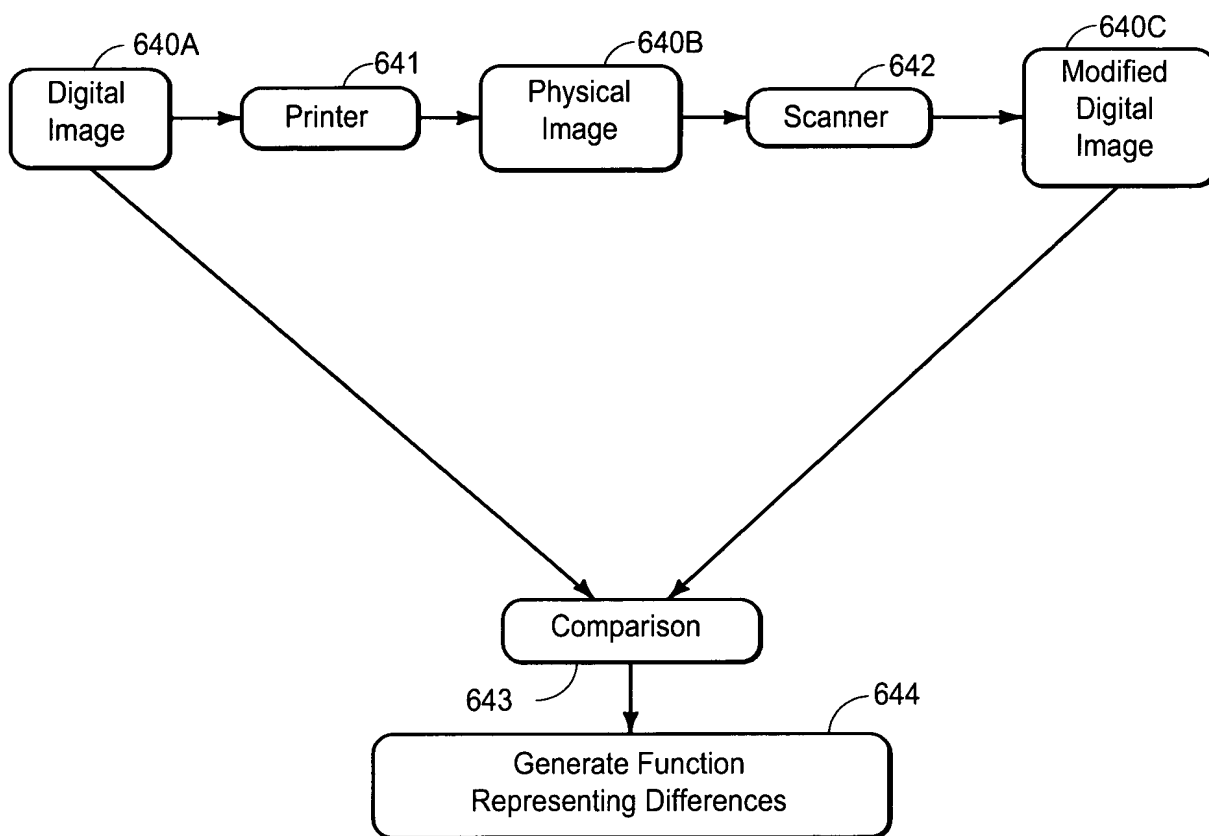 640A
641
640B
642
640C
Digital
Image
Printer
Physical
Image
Scanner
Modified
Digital
Image
Comparison
643
644
Generate Function
Representing Differences